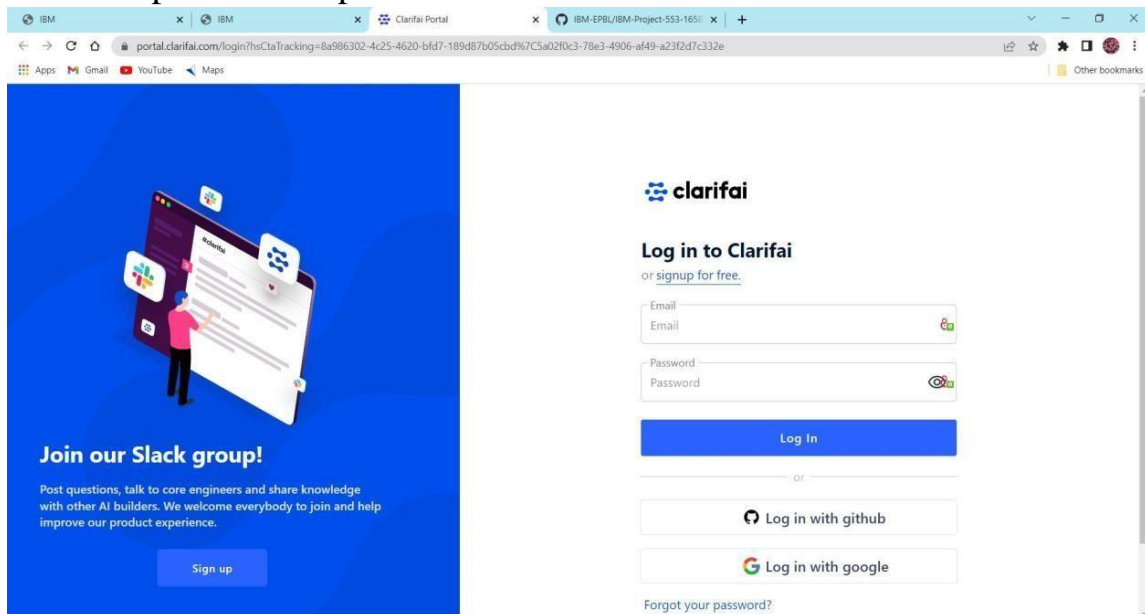 IBM
IBM
Clarifai Portal
IBM-EPBL/IBM-Project-553-1658
portal.clarifai.com/login?hsCtaTracking=8a986302-4c25-4620-bfd7-189d87b05cbd%7C5a02f0c3-78e3-4906-af49-a23f2d7c332e
Apps
Gmail
YouTube
Maps
Other bookmarks
#clarifai
Join our Slack group!
Post questions, talk to core engineers and share knowledge
with other AI builders. We welcome everybody to join and help
improve our product experience.
Sign up
clarifai
Log in to Clarifai
or signup for free.
Email
Email
Password
Password
Log In
or
Log in with github
Log in with google
Forgot your password?